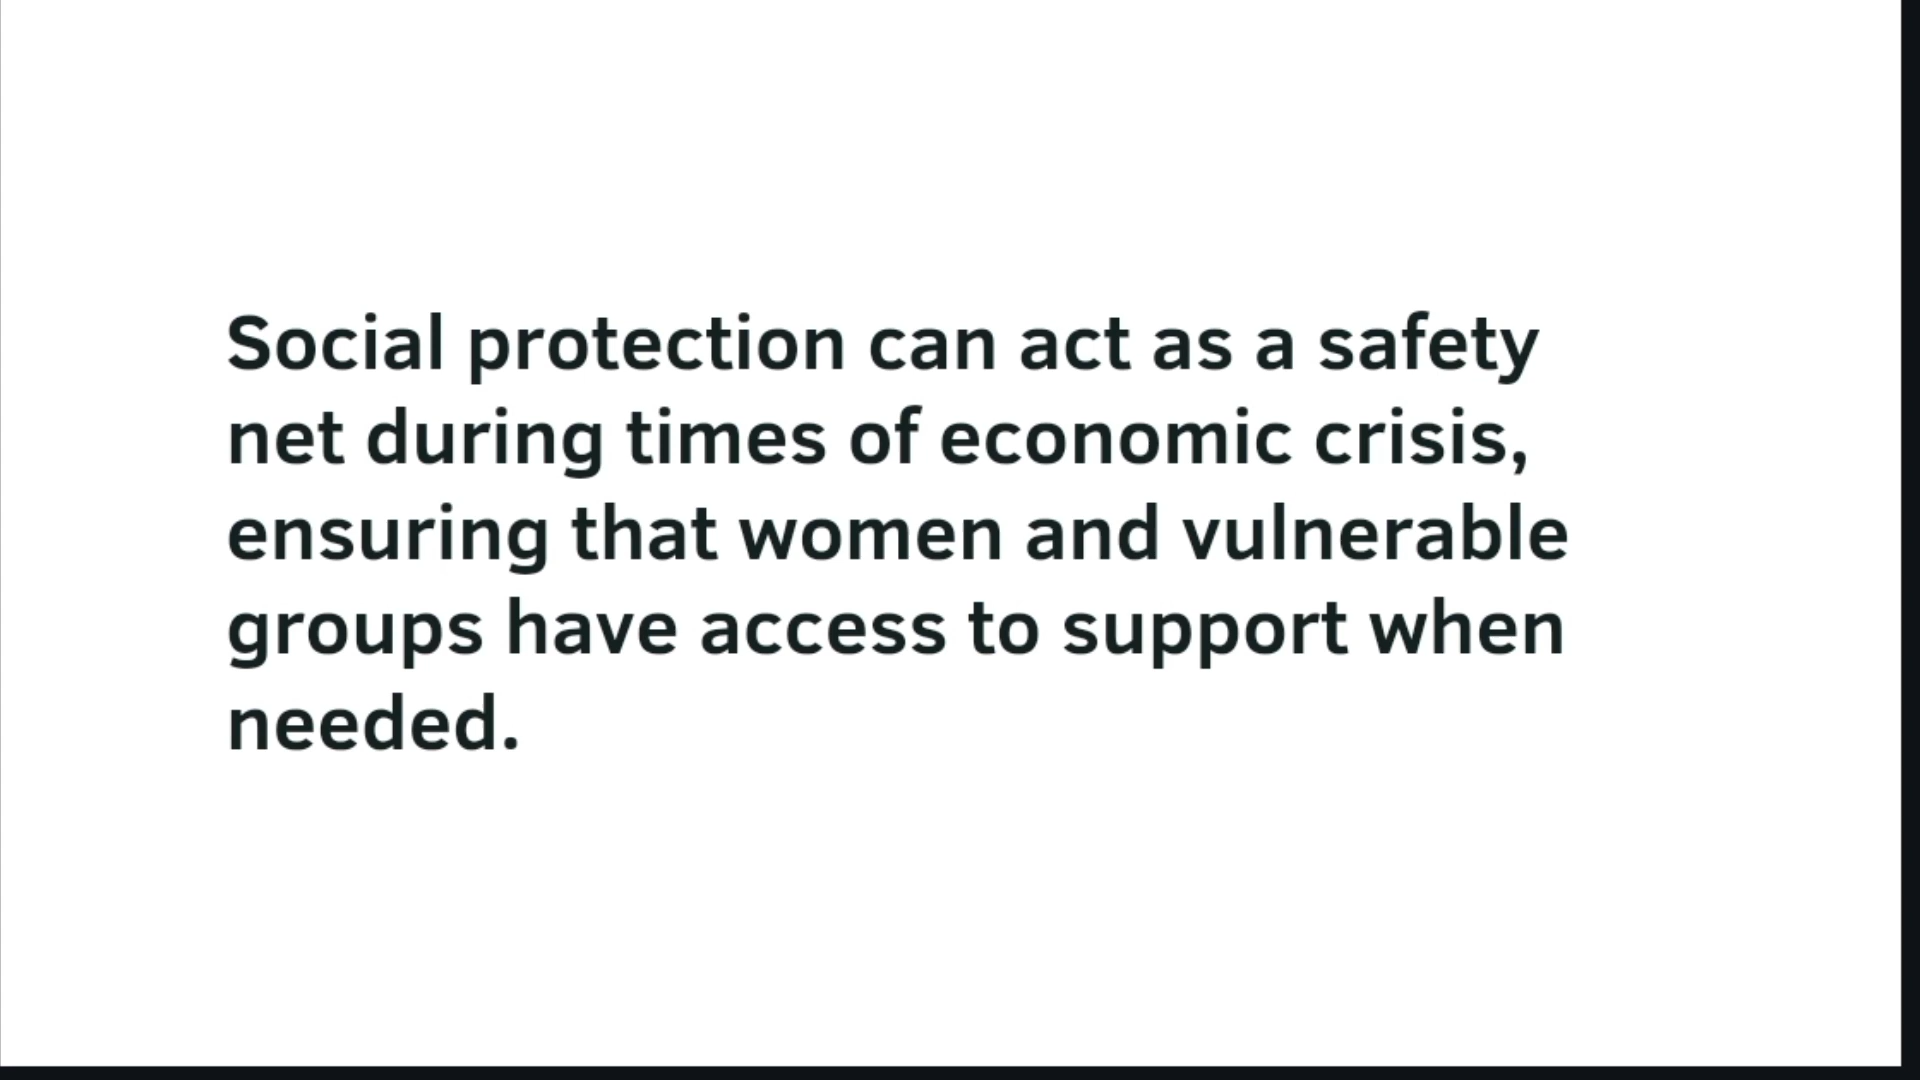 Social protection can act as a safety
net during times of economic crisis,
ensuring that women and vulnerable
groups have access to support when
needed.